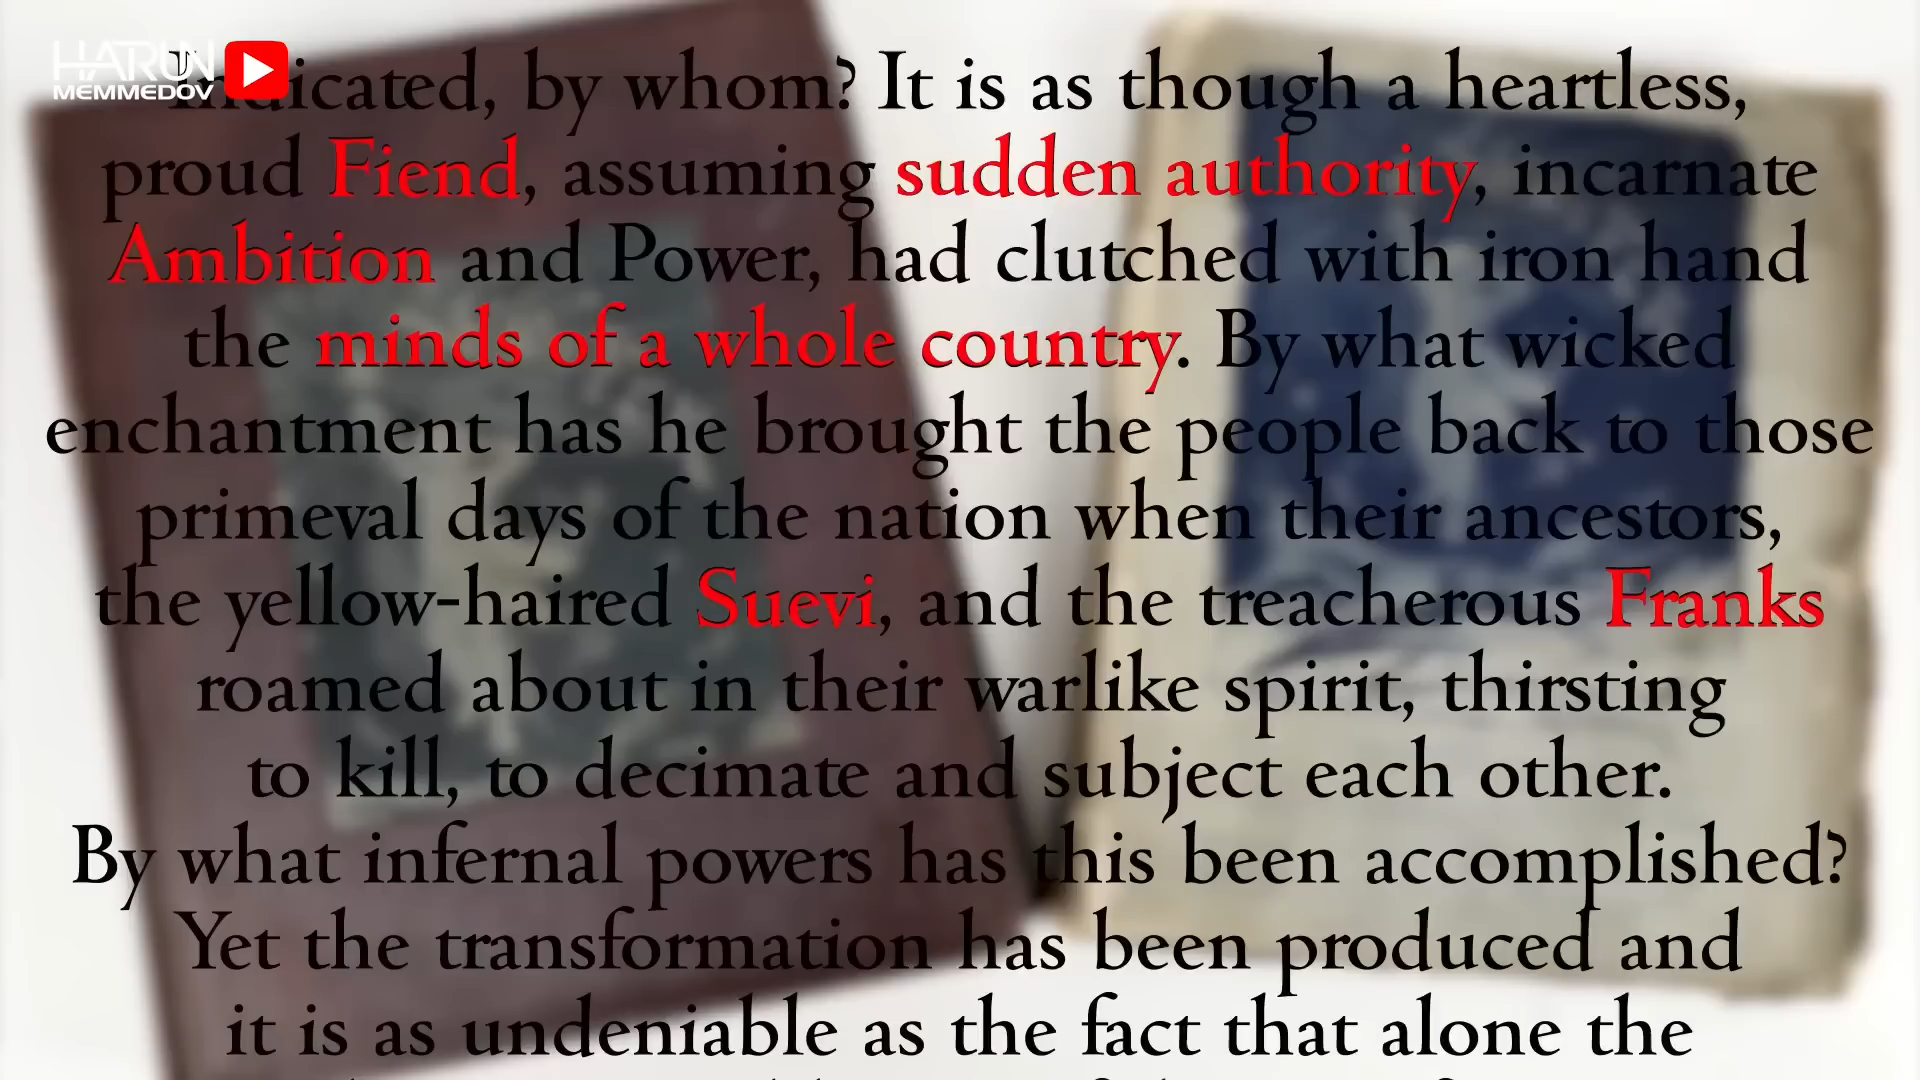 HARUN
MEMMEDOV
Indicated, by whom? It is as though a heartless,
proud Fiend, assuming sudden authority, incarnate
Ambition and Power, had clutched with iron hand
the minds of a whole country. By what wicked
enchantment has he brought the people back to those
primeval days of the nation when their ancestors,
the yellow-haired Suevi, and the treacherous Franks
roamed about in their warlike spirit, thirsting
to kill, to decimate and subject each other.
By what infernal powers has this been accomplished?
Yet the transformation has been produced and
it is as undeniable as the fact that alone the